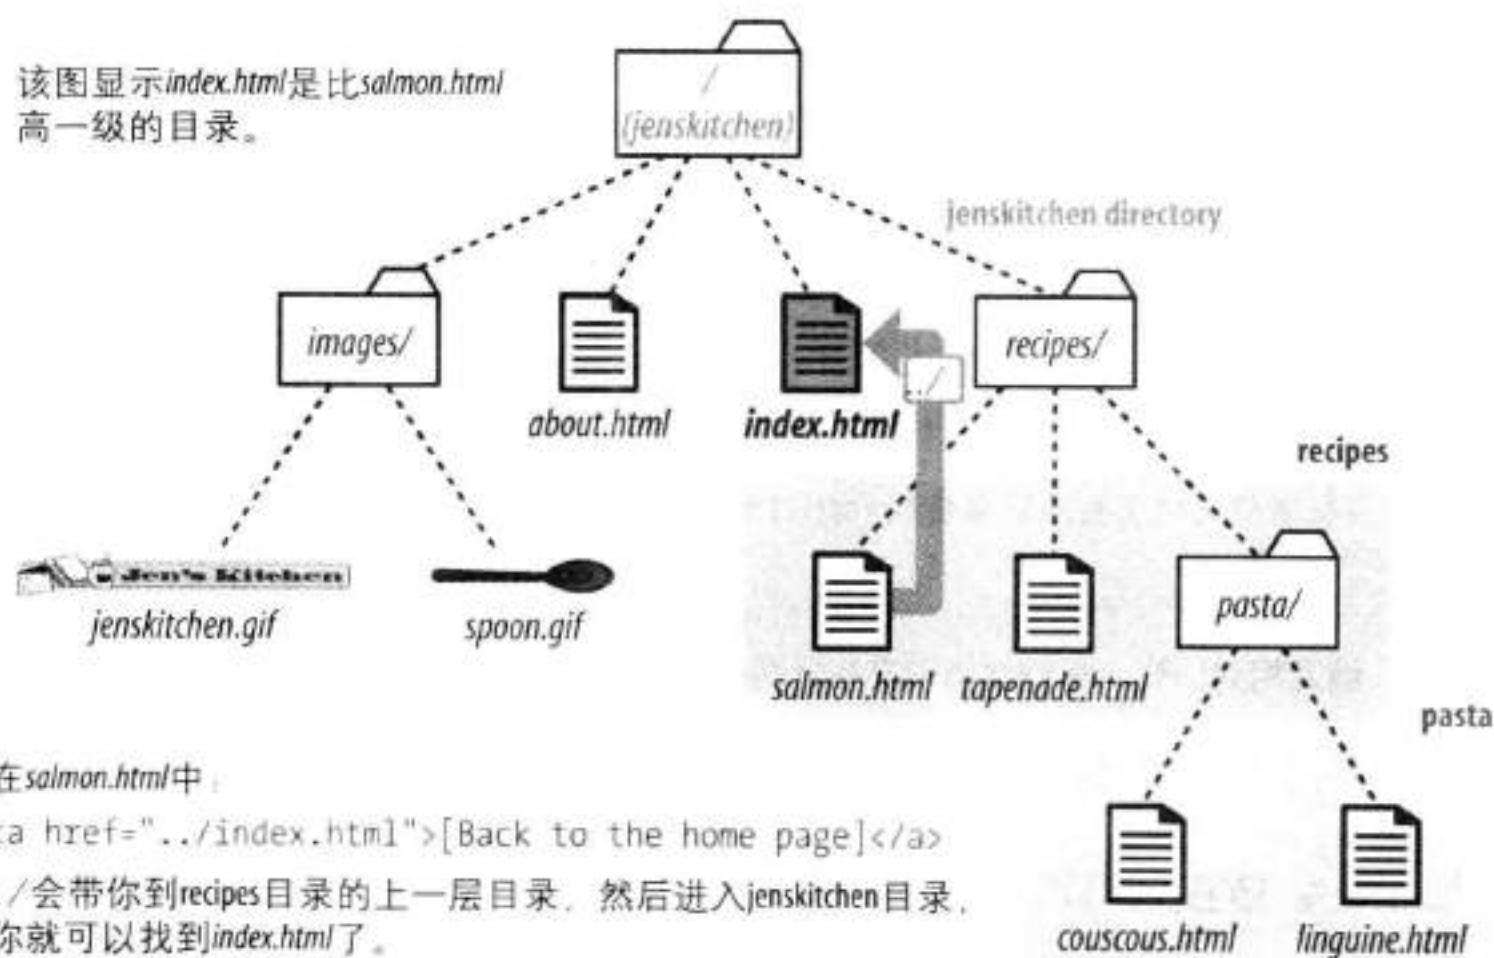 该图显示index.html是比salmon.html
高一级的目录。
/
(jenskitchen)
jenskitchen directory
images/
about.html
index.html
../
recipes/
recipes
Jen's Kitchen
jenskitchen.gif
spoon.gif
salmon.html
tapenade.html
pasta/
pasta
couscous.html
linguine.html
在salmon.html中:
a href="../index.html">[Back to the home page]</a>
/会带你到recipes目录的上一层目录，然后进入jenskitchen目录，
你就可以找到index.html了。